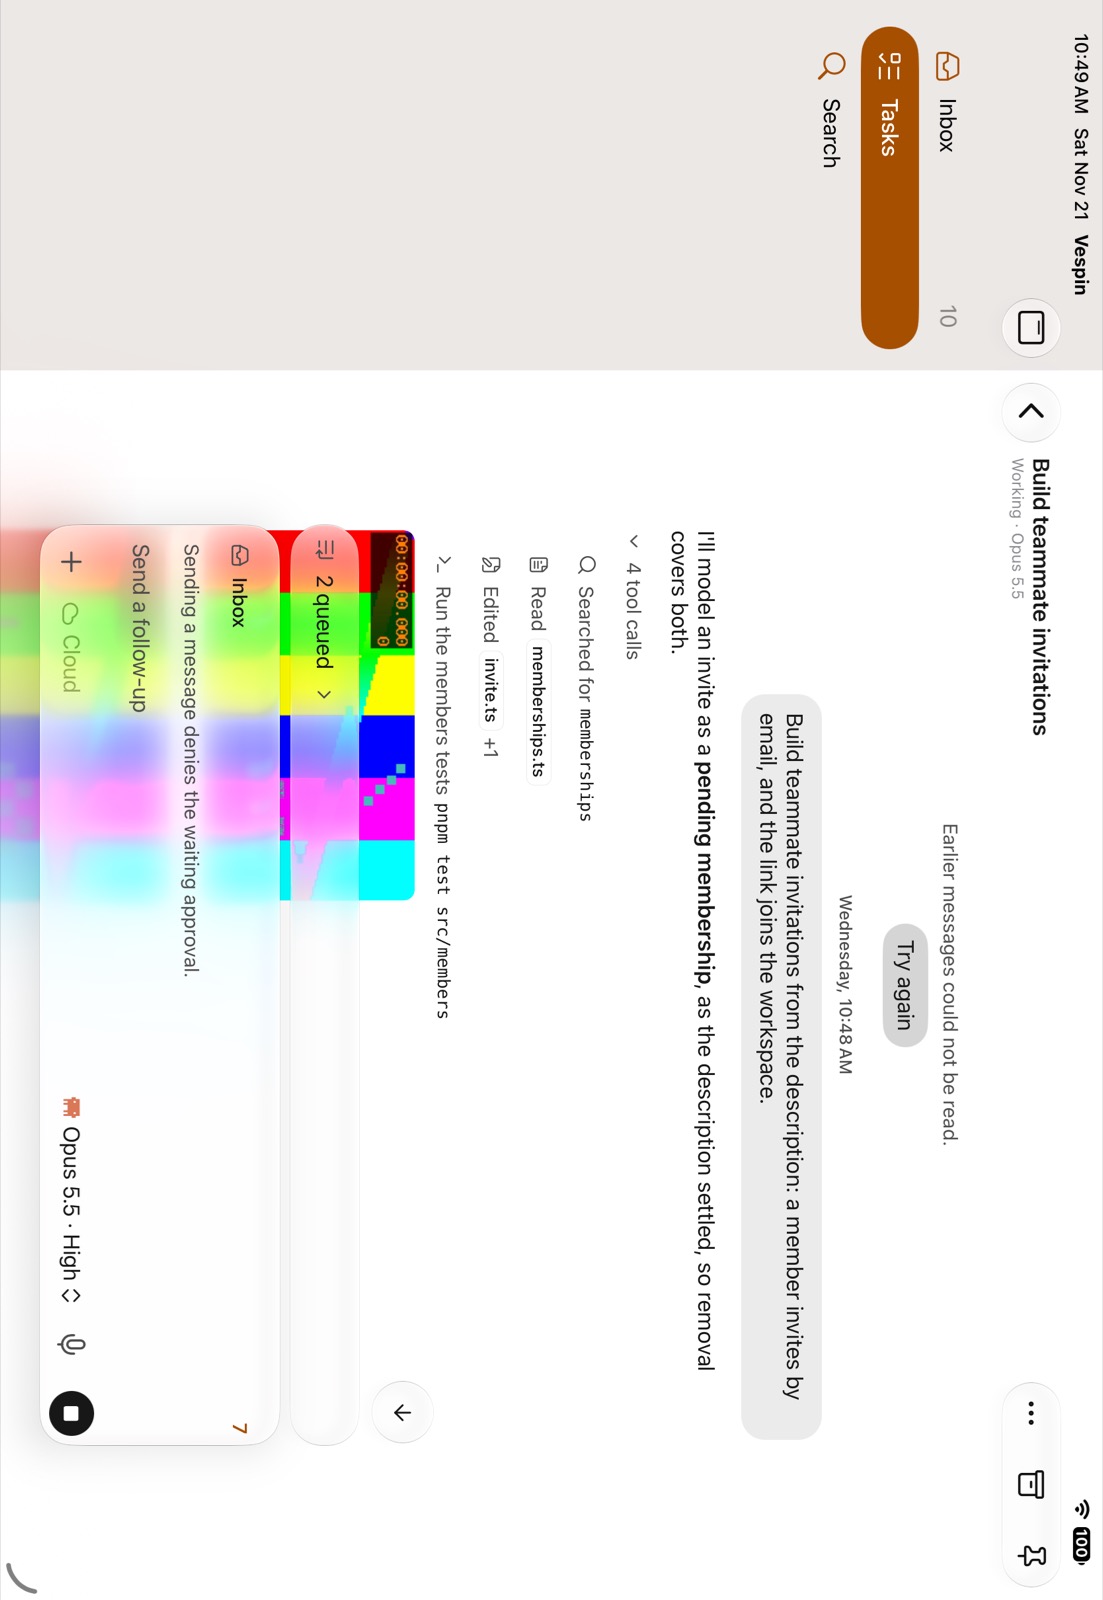 10:49 AM Sat Nov 21 Vespin
100
Inbox 10
Tasks
Search
Build teammate invitations
Working · Opus 5.5
Earlier messages could not be read.
Try again
Wednesday, 10:48 AM
Build teammate invitations from the description: a member invites by
email, and the link joins the workspace.
I'll model an invite as a pending membership, as the description settled, so removal
covers both.
4 tool calls
Searched for memberships
Read memberships.ts
Edited invite.ts +1
Run the members tests pnpm test src/members
00:00:00.000
0
2 queued
Inbox 7
Sending a message denies the waiting approval.
Send a follow-up
Cloud
Opus 5.5 · High